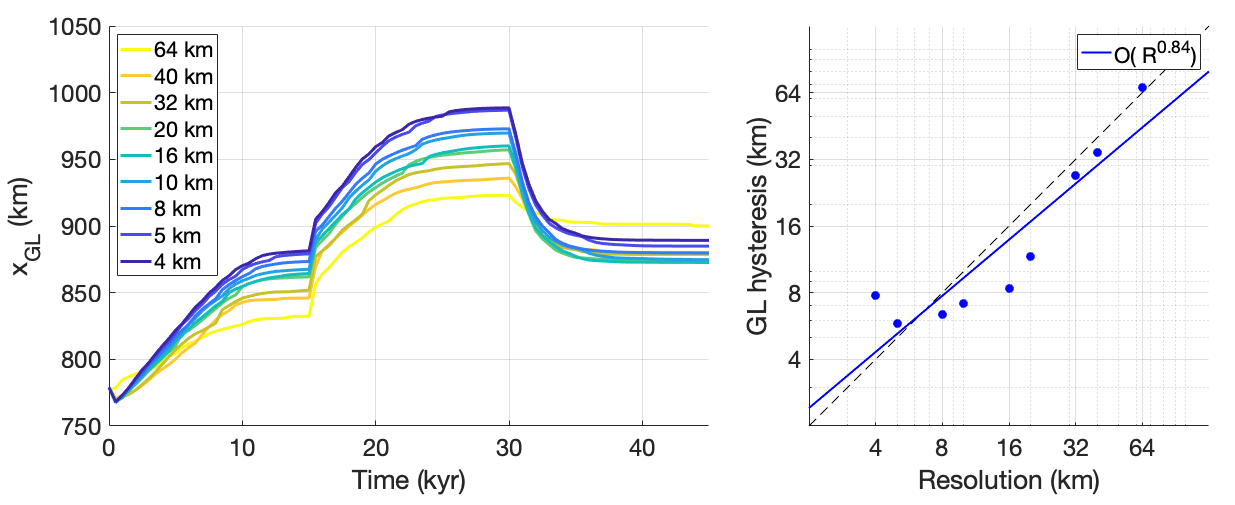 1050
1000
950
900
850
800
750
0
10
20
30
40
x_GL (km)
Time (kyr)
64 km
40 km
32 km
20 km
16 km
10 km
8 km
5 km
4 km
64
32
16
8
4
4
8
16
32
64
GL hysteresis (km)
Resolution (km)
O( R^0.84)